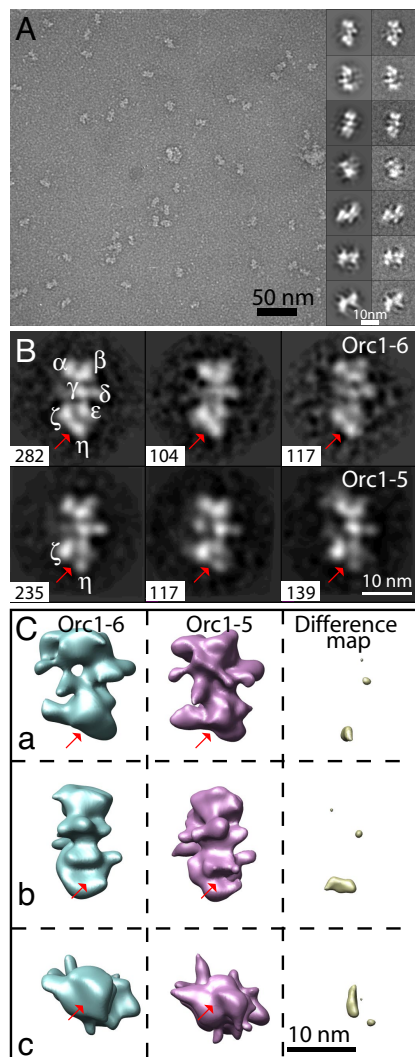 A
50 nm
10nm
B
Orc1-6
α β
γ δ
ζ ε
η
282 104 117
Orc1-5
ζ
η
235 117 139
10 nm
C
Orc1-6 Orc1-5 Difference
map
a
b
c
10 nm